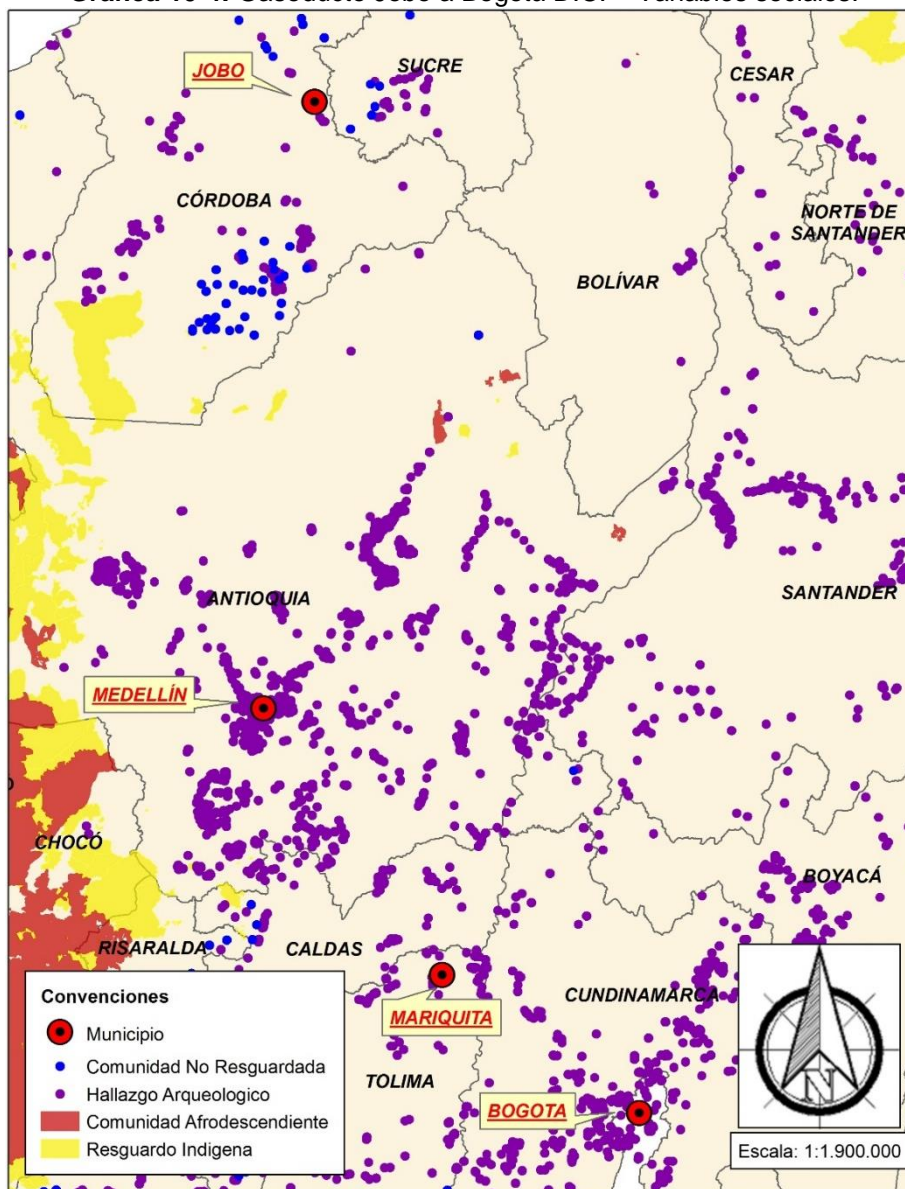 JOBO
SUCRE
CESAR
CÓRDOBA
NORTE DE
SANTANDER
BOLÍVAR
ANTIOQUIA
SANTANDER
MEDELLÍN
CHOCÓ
BOYACÁ
RISARALDA
CALDAS
CUNDINAMARCA
MARIQUITA
TOLIMA
BOGOTA
Convenciones
Municipio
Comunidad No Resguardada
Hallazgo Arqueologico
Comunidad Afrodescendiente
Resguardo Indigena
N
Escala: 1:1.900.000